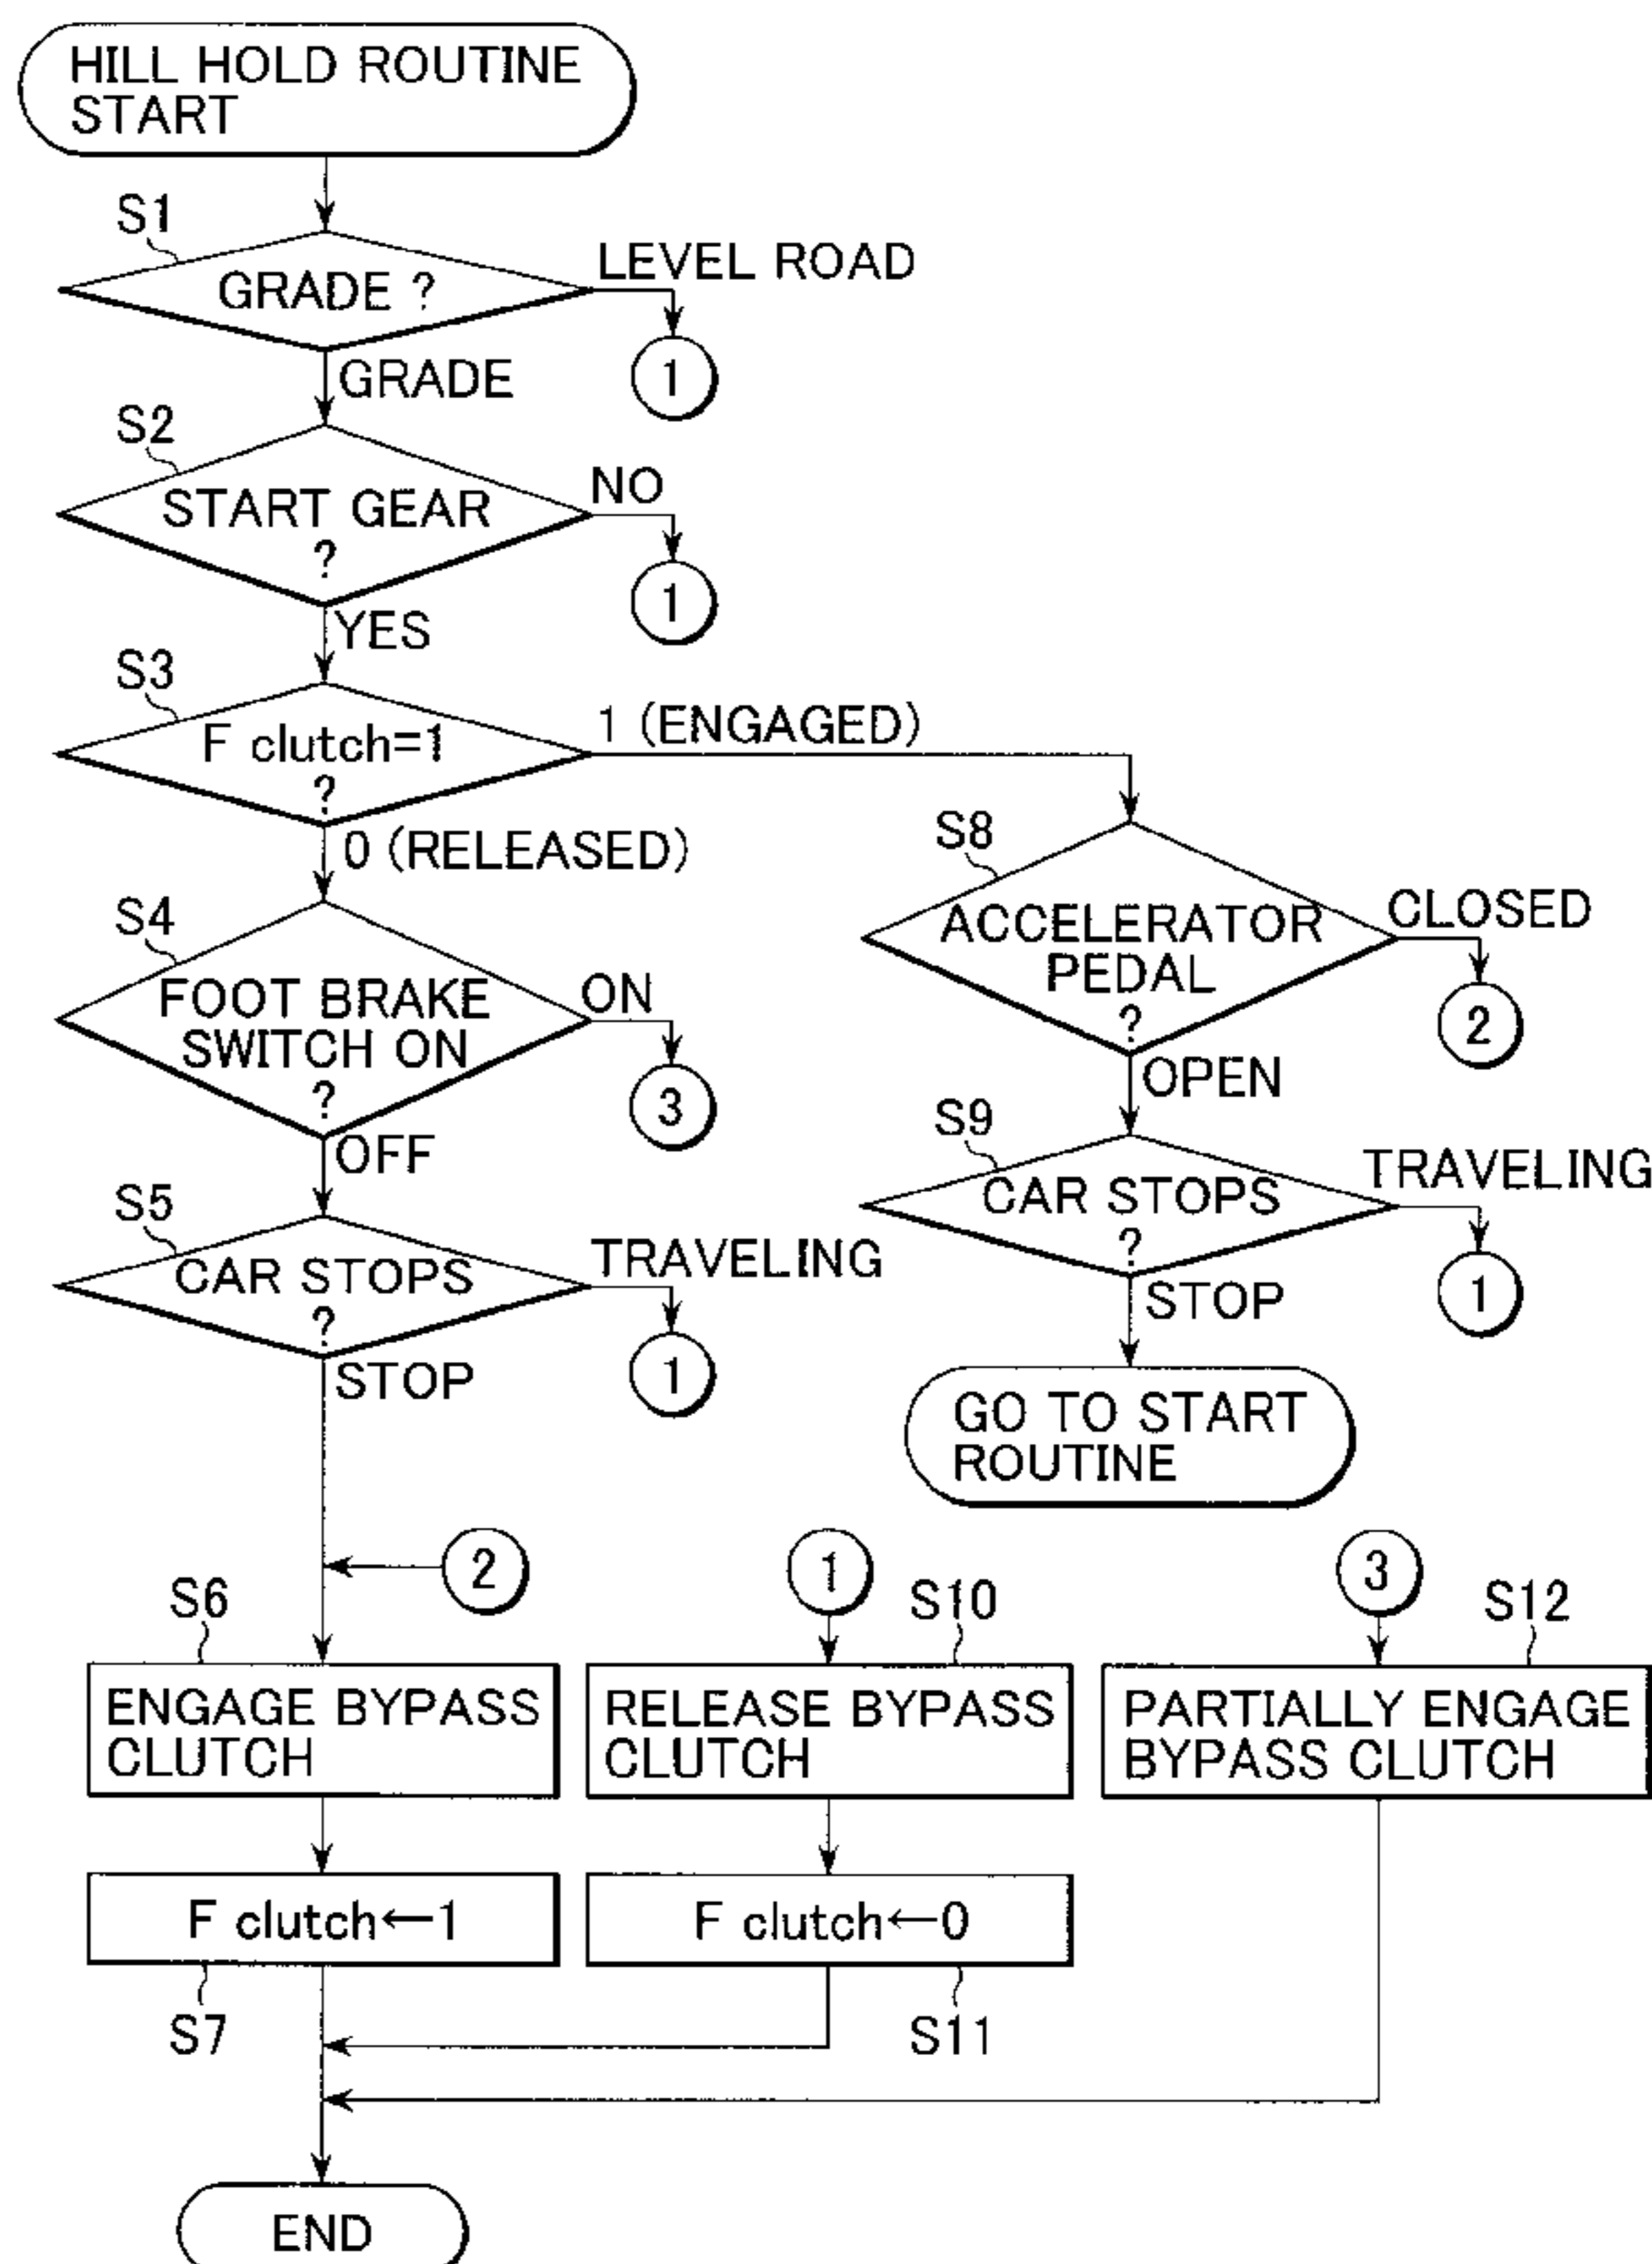 HILL HOLD ROUTINE
START
S1
GRADE ?
LEVEL ROAD
1
GRADE
S2
START GEAR
?
NO
1
YES
S3
F clutch=1
?
1 (ENGAGED)
0 (RELEASED)
S4
FOOT BRAKE
SWITCH ON
?
ON
3
OFF
S5
CAR STOPS
?
TRAVELING
1
STOP
S8
ACCELERATOR
PEDAL
?
CLOSED
2
OPEN
S9
CAR STOPS
?
TRAVELING
1
STOP
GO TO START
ROUTINE
2
S6
ENGAGE BYPASS
CLUTCH
F clutch←1
S7
1
S10
RELEASE BYPASS
CLUTCH
F clutch←0
S11
3
S12
PARTIALLY ENGAGE
BYPASS CLUTCH
END